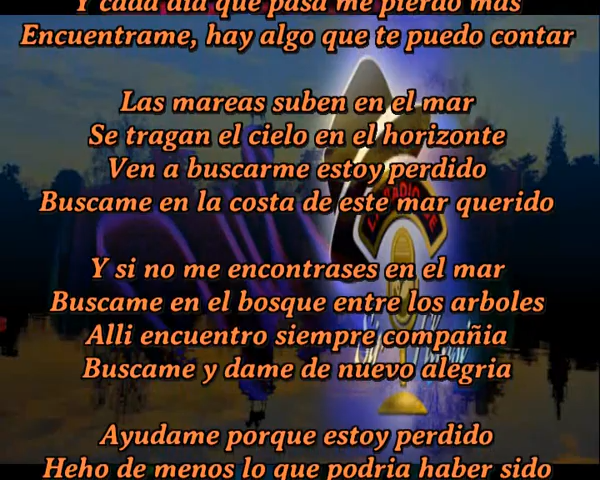 Y cada dia que pasa me pierdo mas
Encuentrame, hay algo que te puedo contar
Las mareas suben en el mar
Se tragan el cielo en el horizonte
Ven a buscarme estoy perdido
Buscame en la costa de este mar querido
Y si no me encontrases en el mar
Buscame en el bosque entre los arboles
Alli encuentro siempre compañia
Buscame y dame de nuevo alegria
Ayudame porque estoy perdido
Heho de menos lo que podria haber sido